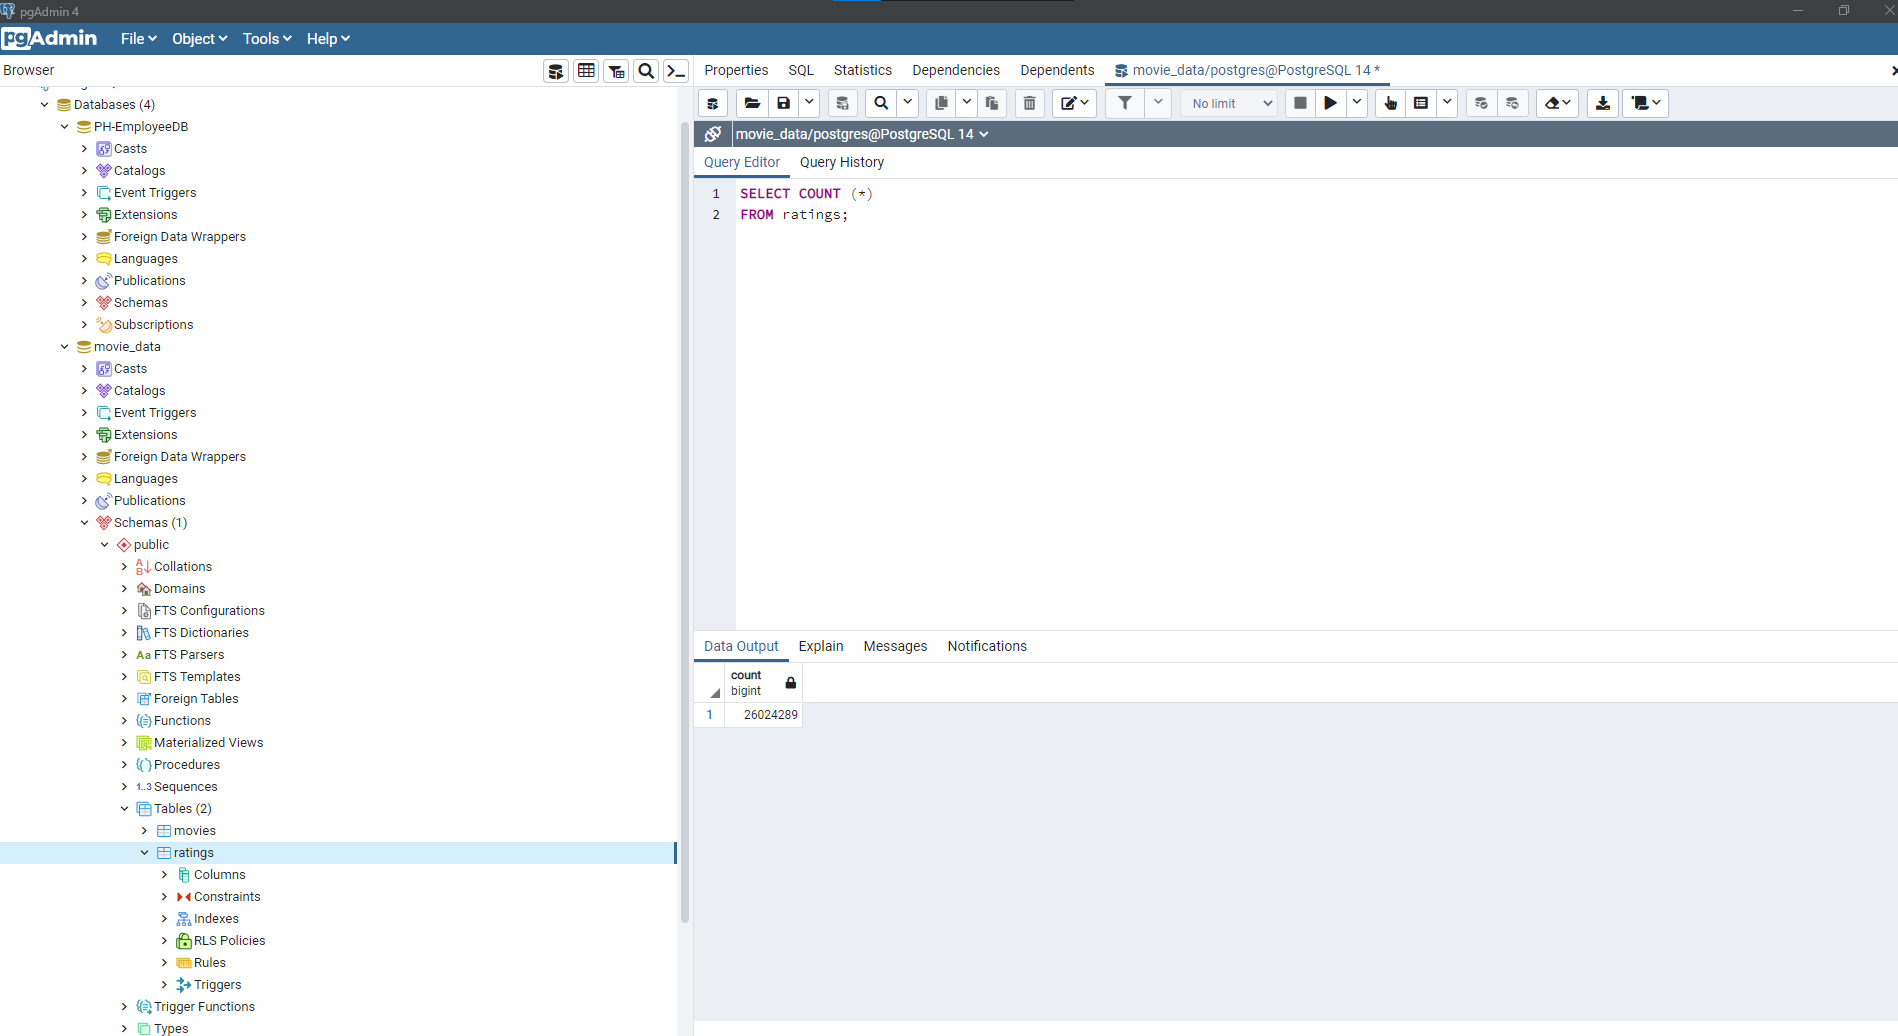 pgAdmin 4
pgAdmin File Object Tools Help
Browser
Properties SQL Statistics Dependencies Dependents movie_data/postgres@PostgreSQL 14 *
Databases (4)
PH-EmployeeDB
Casts
Catalogs
Event Triggers
Extensions
Foreign Data Wrappers
Languages
Publications
Schemas
Subscriptions
movie_data
Casts
Catalogs
Event Triggers
Extensions
Foreign Data Wrappers
Languages
Publications
Schemas (1)
public
Collations
Domains
FTS Configurations
FTS Dictionaries
Aa FTS Parsers
FTS Templates
Foreign Tables
Functions
Materialized Views
Procedures
1..3 Sequences
Tables (2)
movies
ratings
Columns
Constraints
Indexes
RLS Policies
Rules
Triggers
Trigger Functions
Types
No limit
movie_data/postgres@PostgreSQL 14
Query Editor Query History
1 SELECT COUNT (*)
2 FROM ratings;
Data Output Explain Messages Notifications
count
bigint
1 26024289